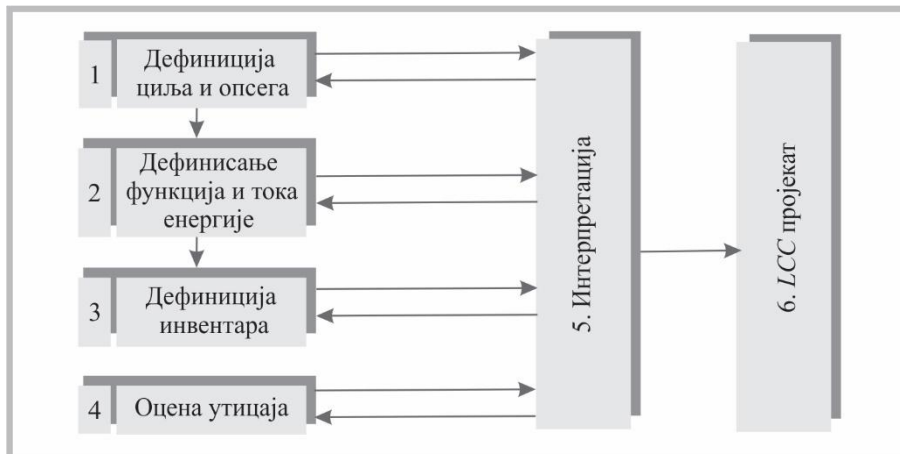 1
Дефиниција
циља и опсега
2
Дефинисање
функција и тока
енергије
3
Дефиниција
инвентара
4
Оцена утицаја
5. Интерпретација
6. LCC пројекат